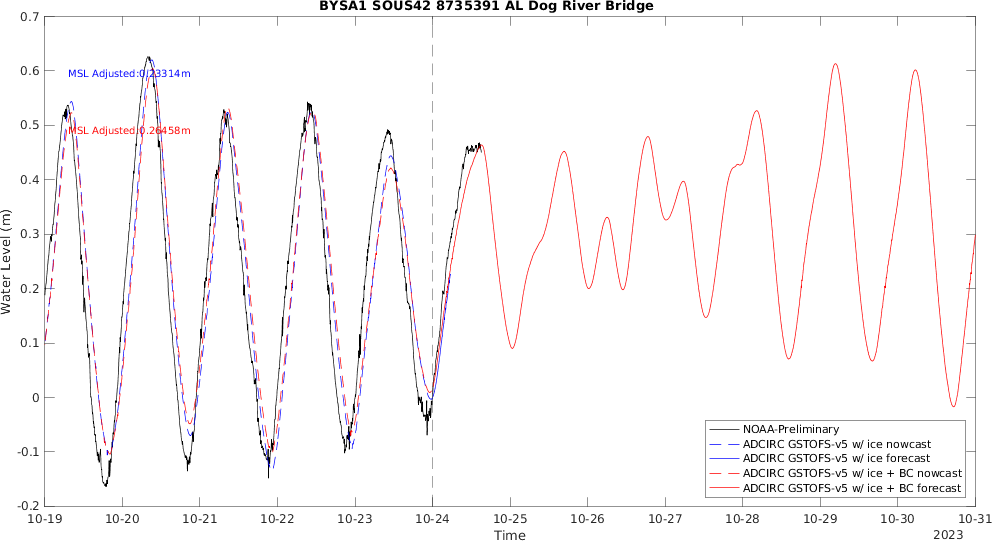 BYSA1 SOUS42 8735391 AL Dog River Bridge
0.7
0.6
0.5
0.4
0.3
0.2
0.1
0
-0.1
-0.2
Water Level (m)
MSL Adjusted:0.23314m
MSL Adjusted:0.26458m
NOAA-Preliminary
ADCIRC GSTOFS-v5 w/ ice nowcast
ADCIRC GSTOFS-v5 w/ ice forecast
ADCIRC GSTOFS-v5 w/ ice + BC nowcast
ADCIRC GSTOFS-v5 w/ ice + BC forecast
10-19 10-20 10-21 10-22 10-23 10-24 10-25 10-26 10-27 10-28 10-29 10-30 10-31
Time
2023